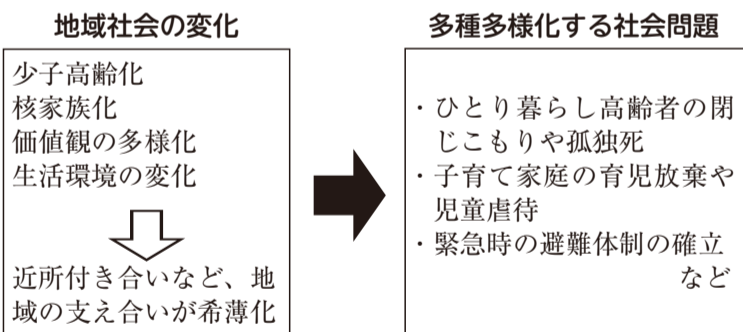 地域社会の変化
少子高齢化
核家族化
価値観の多様化
生活環境の変化
近所付き合いなど、地
域の支え合いが希薄化
多種多様化する社会問題
・ひとり暮らし高齢者の閉
じこもりや孤独死
・子育て家庭の育児放棄や
児童虐待
・緊急時の避難体制の確立
など